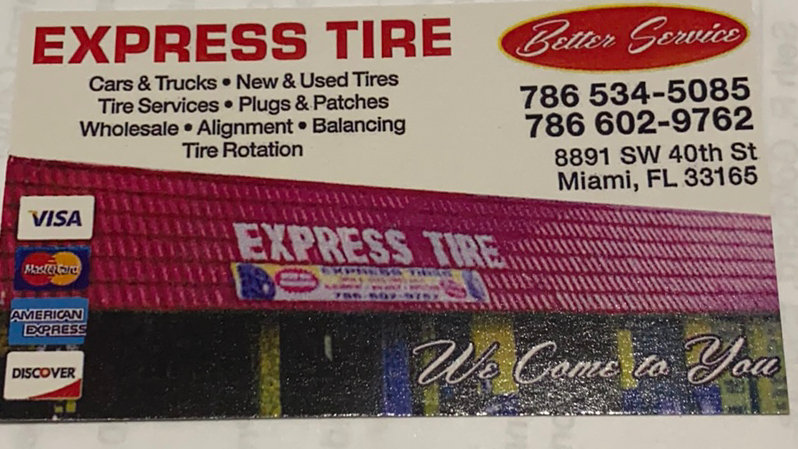 EXPRESS TIRE
Cars & Trucks • New & Used Tires
Tire Services • Plugs & Patches
Wholesale • Alignment • Balancing
Tire Rotation
Better Service
786 534-5085
786 602-9762
8891 SW 40th St
Miami, FL 33165
VISA
MasterCard
AMERICAN
EXPRESS
DISCOVER
EXPRESS TIRE
EXPRESS TIRES
We Come to You